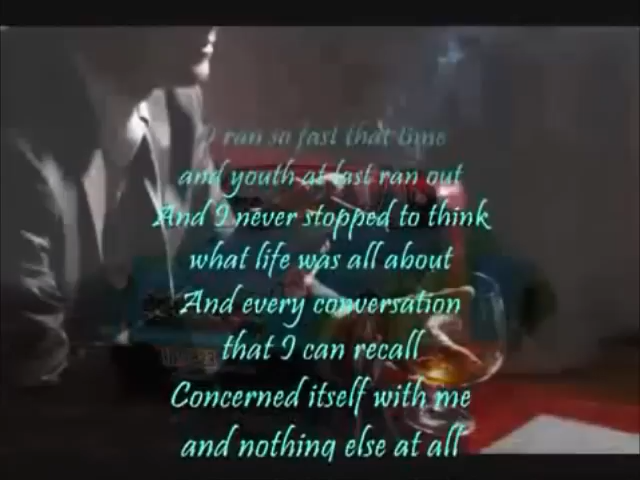 I ran so fast that time
and youth at last ran out
And I never stopped to think
what life was all about
And every conversation
that I can recall
Concerned itself with me
and nothing else at all